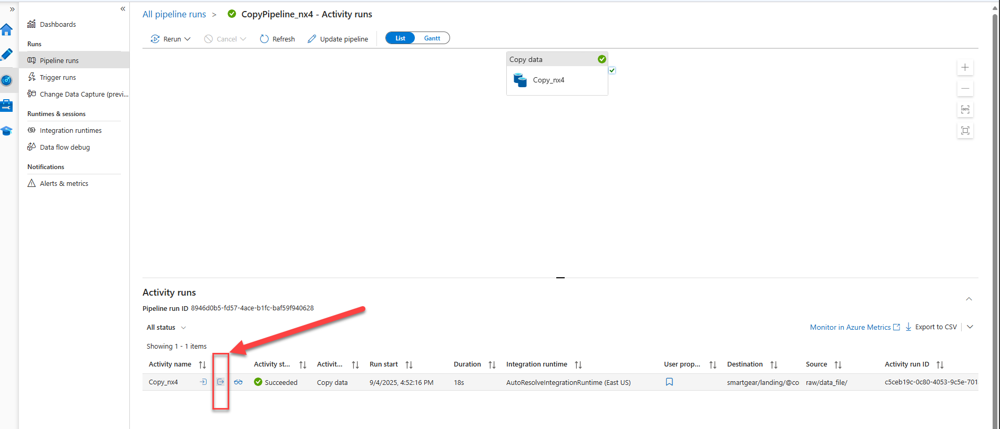 All pipeline runs > CopyPipeline_nx4 - Activity runs
Rerun Cancel Refresh Update pipeline List Gantt
Dashboards
Runs
Pipeline runs
Trigger runs
Change Data Capture (previ...
Runtimes & sessions
Integration runtimes
Data flow debug
Notifications
Alerts & metrics
Copy data
Copy_nx4
100%
Activity runs
Pipeline run ID 8946d0b5-fd57-4ace-b1fc-baf59f940628
All status
Monitor in Azure Metrics Export to CSV
Showing 1 - 1 items
Activity name Activity st... Activit... Run start Duration Integration runtime User prop... Destination Source Activity run ID
Copy_nx4 Succeeded Copy data 9/4/2025, 4:52:16 PM 18s AutoResolveIntegrationRuntime (East US) smartgear/landing/@co raw/data_file/ c5ceb19c-0c80-4053-9c5e-701